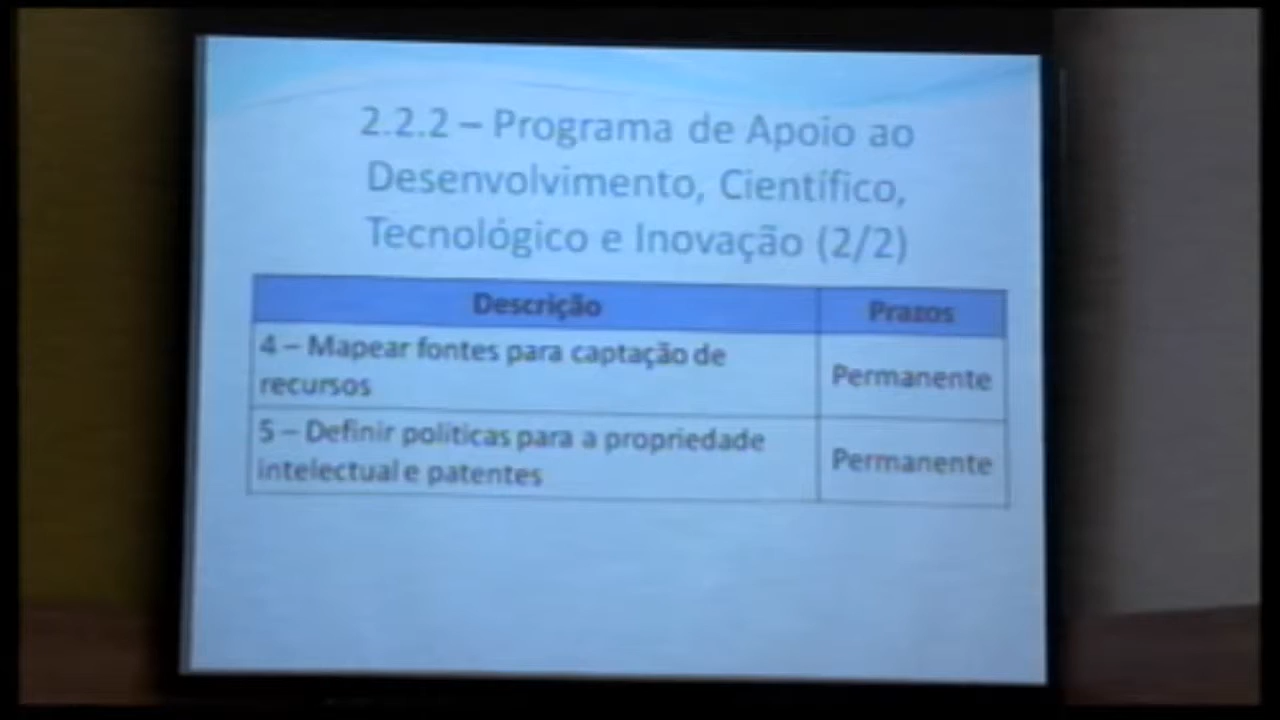 2.2.2 – Programa de Apoio ao
Desenvolvimento, Científico,
Tecnológico e Inovação (2/2)
Descrição
Prazos
4 – Mapear fontes para captação de
recursos
Permanente
5 – Definir políticas para a propriedade
intelectual e patentes
Permanente